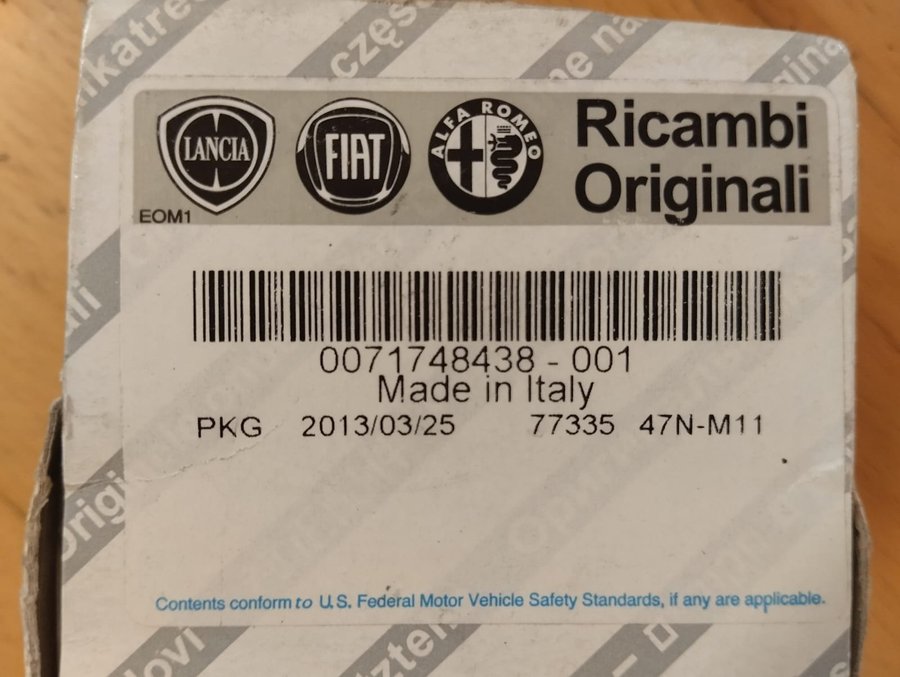 LANCIA
FIAT
ALFA ROMEO
Ricambi
Originali
EOM1
0071748438 - 001
Made in Italy
PKG 2013/03/25 77335 47N-M11
Contents conform to U.S. Federal Motor Vehicle Safety Standards, if any are applicable.